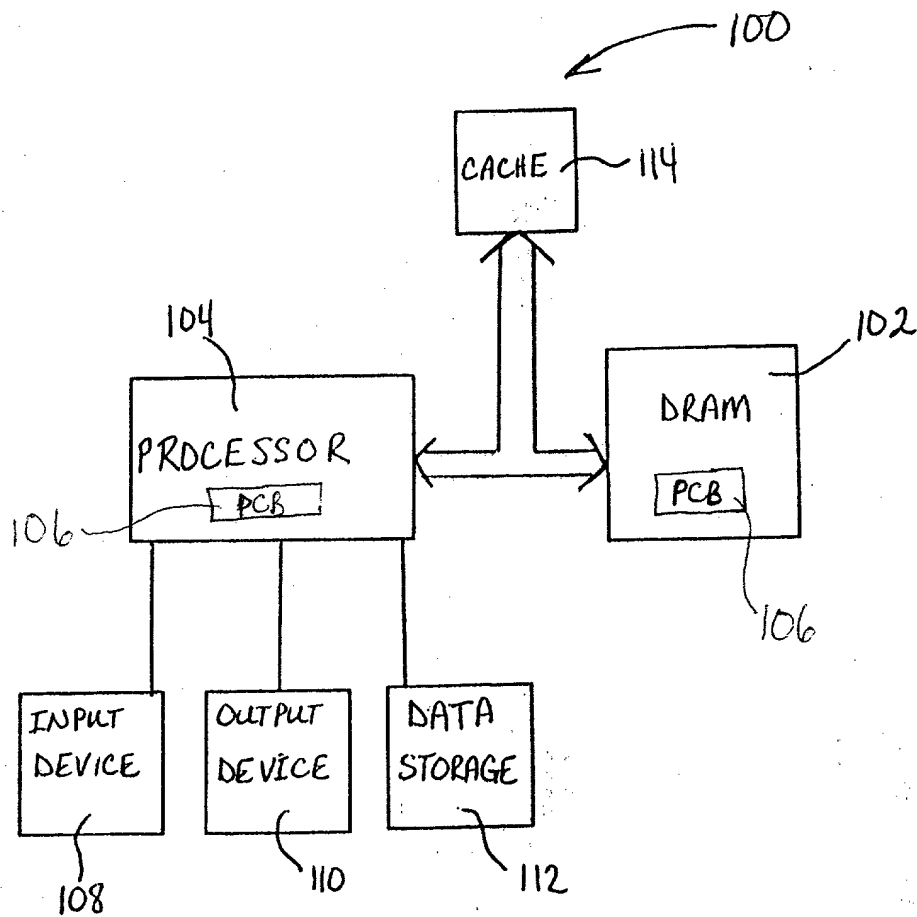 100
CACHE
114
104
102
DRAM
PROCESSOR
PCB
PCB
106
106
INPUT
DEVICE
OUTPUT
DEVICE
DATA
STORAGE
108
110
112